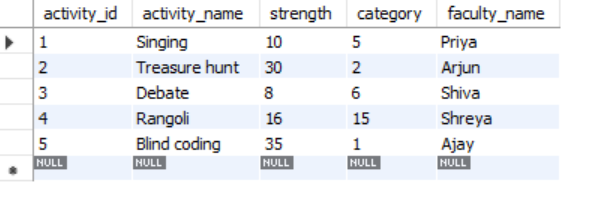 activity_id activity_name strength category faculty_name
1 Singing 10 5 Priya
2 Treasure hunt 30 2 Arjun
3 Debate 8 6 Shiva
4 Rangoli 16 15 Shreya
5 Blind coding 35 1 Ajay
NULL NULL NULL NULL NULL